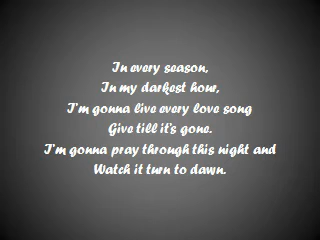 In every season,
In my darkest hour,
I'm gonna live every love song
Give till it's gone.
I'm gonna pray through this night and
Watch it turn to dawn.